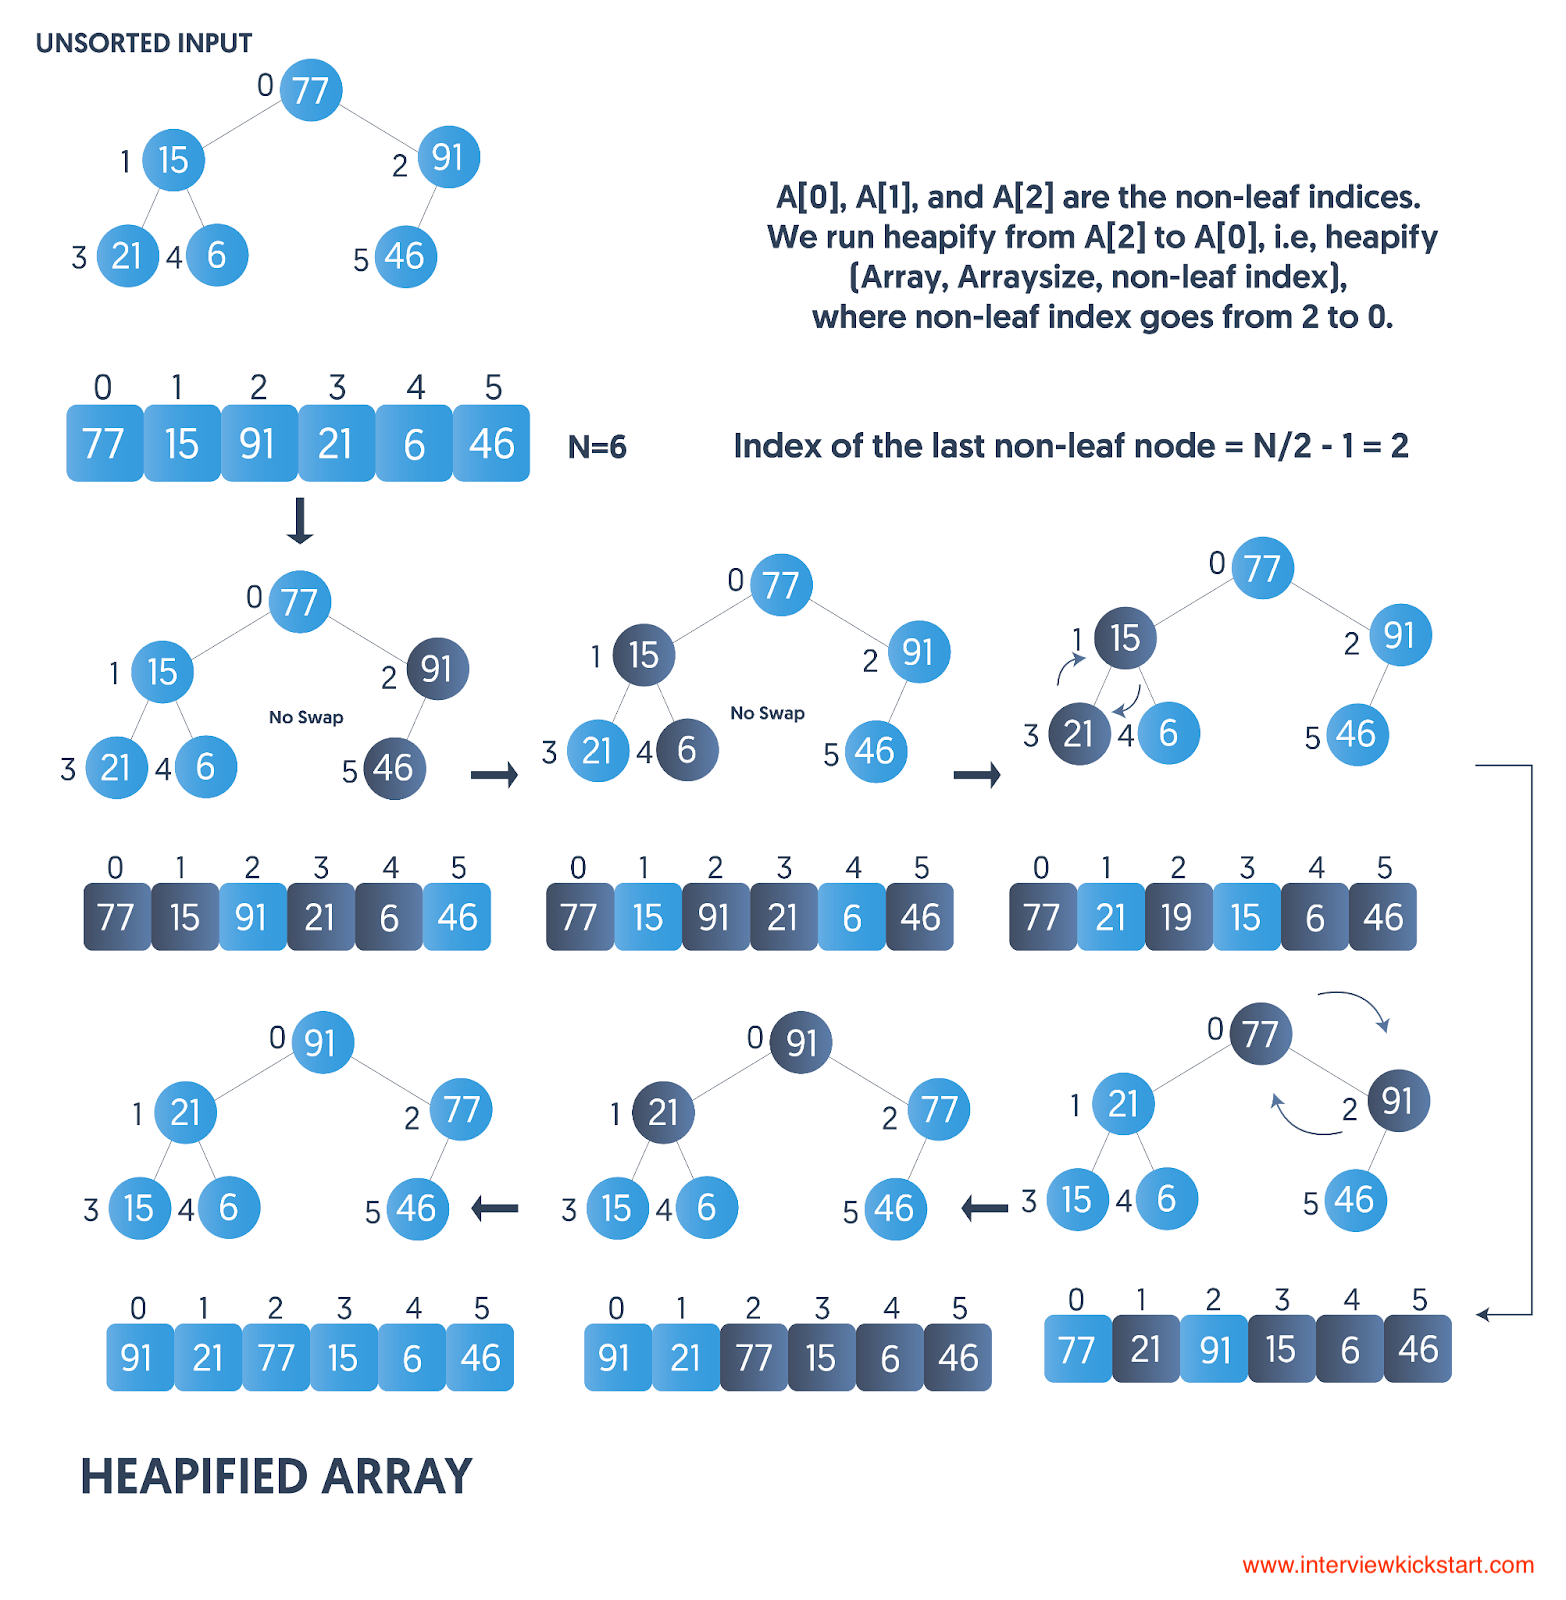 UNSORTED INPUT
0 77
1 15 2 91
3 21 4 6 5 46
A[0], A[1], and A[2] are the non-leaf indices.
We run heapify from A[2] to A[0], i.e, heapify
(Array, Arraysize, non-leaf index),
where non-leaf index goes from 2 to 0.
0 1 2 3 4 5
77 15 91 21 6 46
N=6
Index of the last non-leaf node = N/2 - 1 = 2
0 77
1 15 2 91
No Swap
3 21 4 6 5 46
0 1 2 3 4 5
77 15 91 21 6 46
0 77
1 15 2 91
No Swap
3 21 4 6 5 46
0 1 2 3 4 5
77 15 91 21 6 46
0 77
1 15 2 91
3 21 4 6 5 46
0 1 2 3 4 5
77 21 19 15 6 46
0 91
1 21 2 77
3 15 4 6 5 46
0 1 2 3 4 5
91 21 77 15 6 46
0 91
1 21 2 77
3 15 4 6 5 46
0 1 2 3 4 5
91 21 77 15 6 46
0 77
1 21 2 91
3 15 4 6 5 46
0 1 2 3 4 5
77 21 91 15 6 46
HEAPIFIED ARRAY
www.interviewkickstart.com